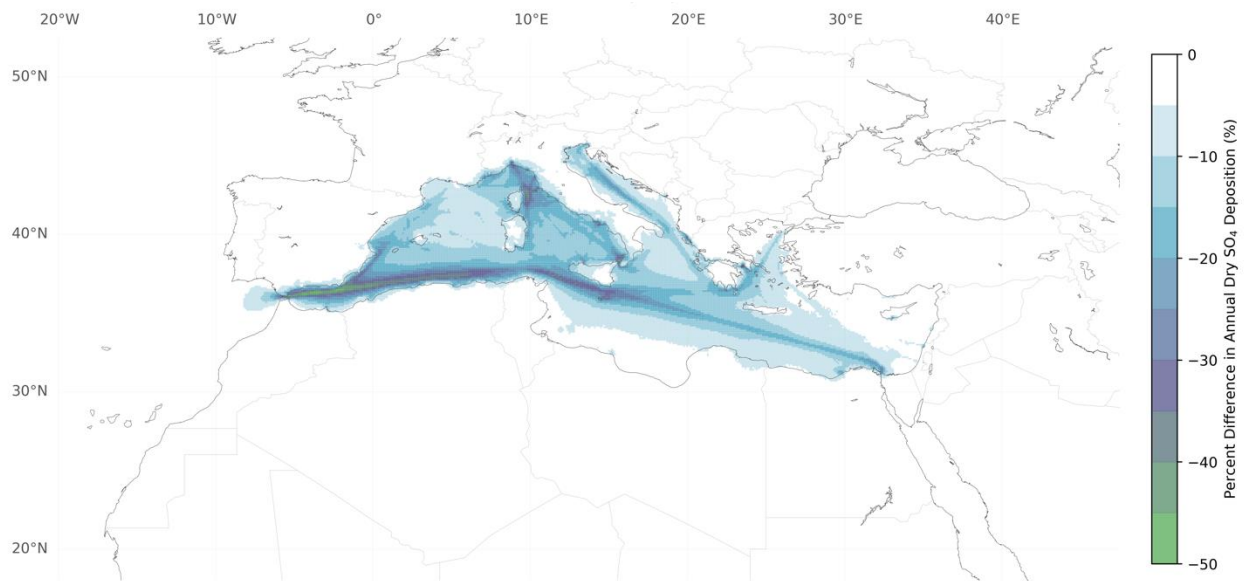 20°W 10°W 0° 10°E 20°E 30°E 40°E
50°N
40°N
30°N
20°N
0
−10
−20
−30
−40
−50
Percent Difference in Annual Dry SO₄ Deposition (%)